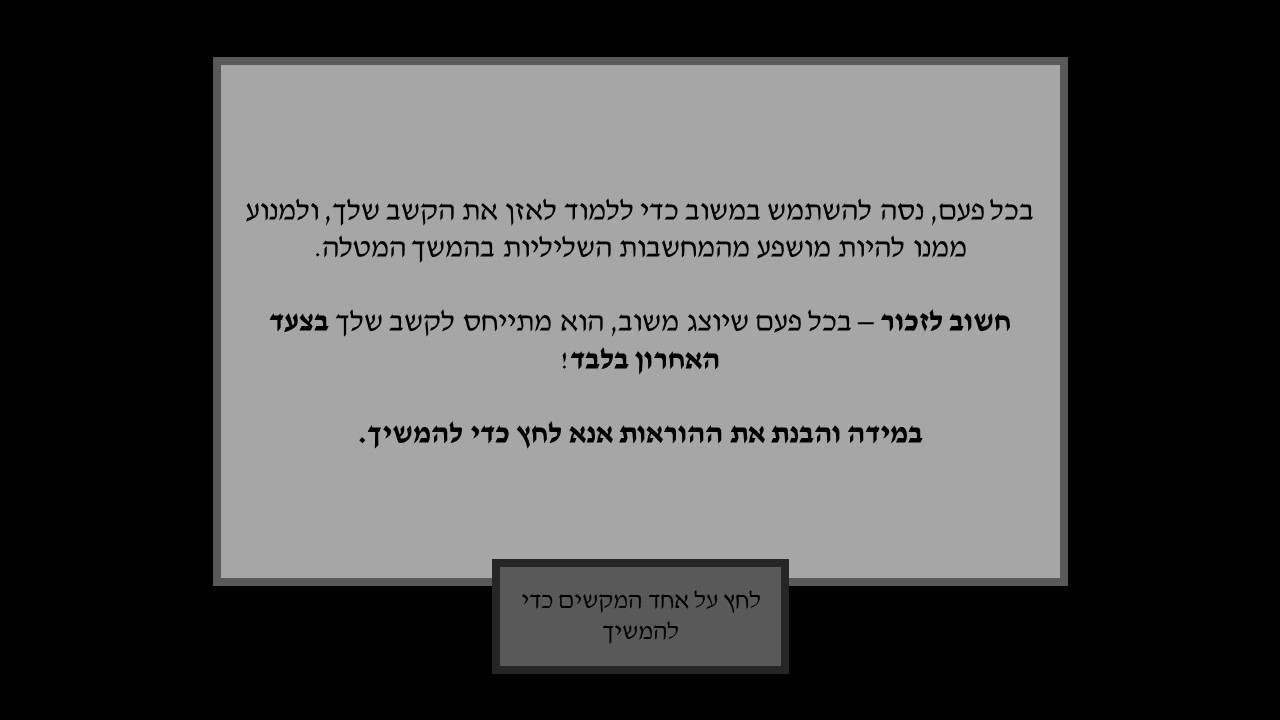 בכל פעם, נסה להשתמש במשוב כדי ללמוד לאזן את הקשב שלך, ולמנוע
ממנו להיות מושפע מהמחשבות השליליות בהמשך המטלה.
חשוב לזכור – בכל פעם שיוצג משוב, הוא מתייחס לקשב שלך בצעד
האחרון בלבד!
במידה והבנת את ההוראות אנא לחץ כדי להמשיך.
לחץ על אחד המקשים כדי
להמשיך